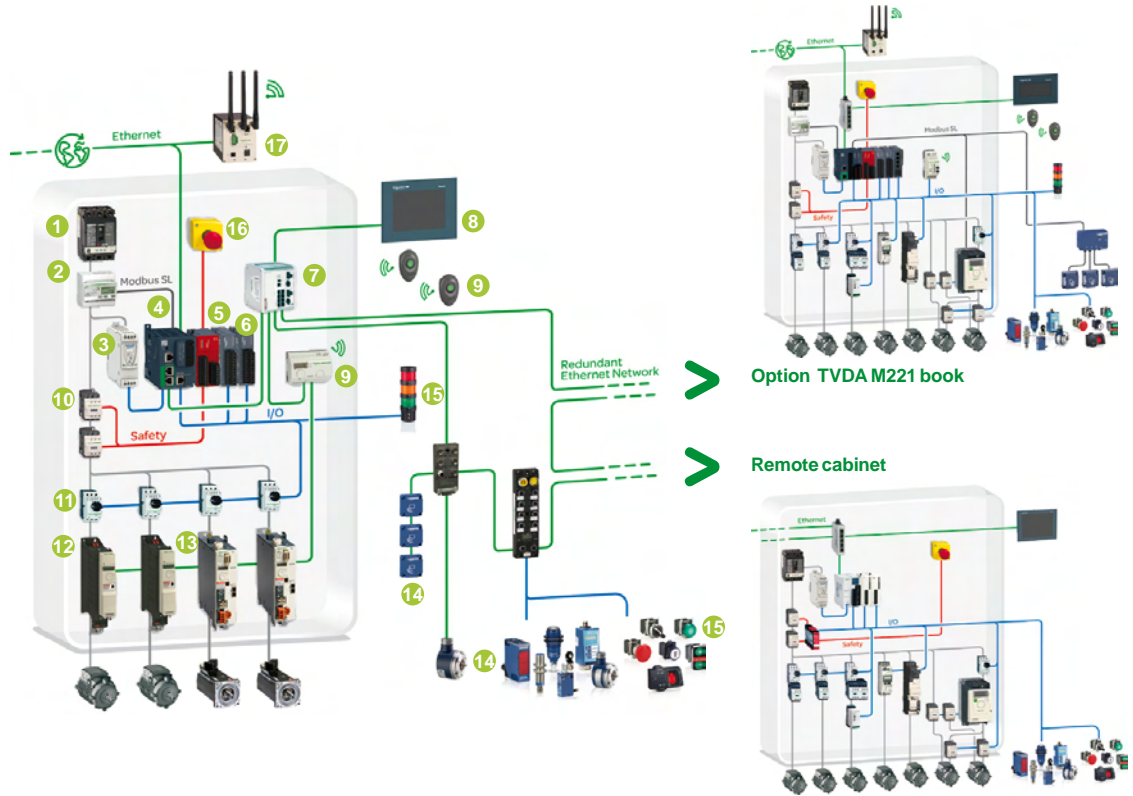 Ethernet
17
1
16
8
2
7
Modbus SL
9
4
5
6
3
9
Redundant
Ethernet Network
10
15
I/O
Safety
11
12
13
14
14
15
Ethernet
Modbus SL
I/O
Safety
> Option TVDA M221 book
> Remote cabinet
Ethernet
I/O
Safety